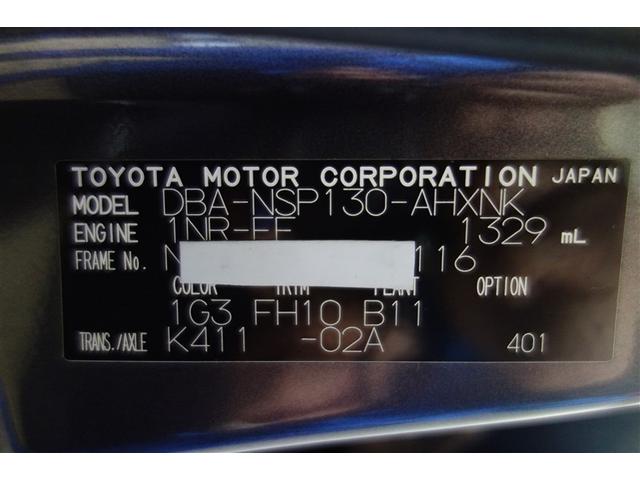 TOYOTA MOTOR CORPORATION JAPAN
MODEL DBA-NSP130-AHXNK
ENGINE 1NR-FE 1329 mL
FRAME No. N 116
COLOR TRIM PLANT OPTION
1G3 FH10 B11
TRANS./AXLE K411 -02A 401